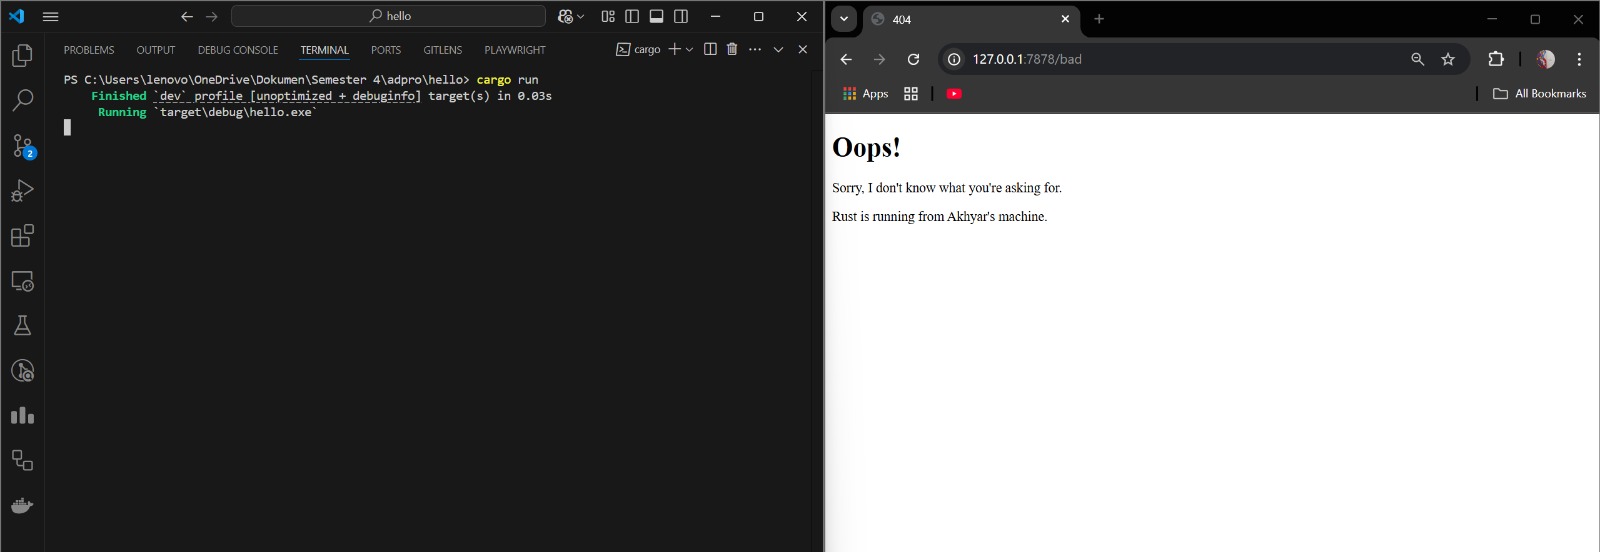 hello
PROBLEMS OUTPUT DEBUG CONSOLE TERMINAL PORTS GITLENS PLAYWRIGHT cargo
PS C:\Users\lenovo\OneDrive\Dokumen\Semester 4\adpro\hello> cargo run
Finished `dev` profile [unoptimized + debuginfo] target(s) in 0.03s
Running `target\debug\hello.exe`
2
404
127.0.0.1:7878/bad
Apps All Bookmarks
Oops!
Sorry, I don't know what you're asking for.
Rust is running from Akhyar's machine.